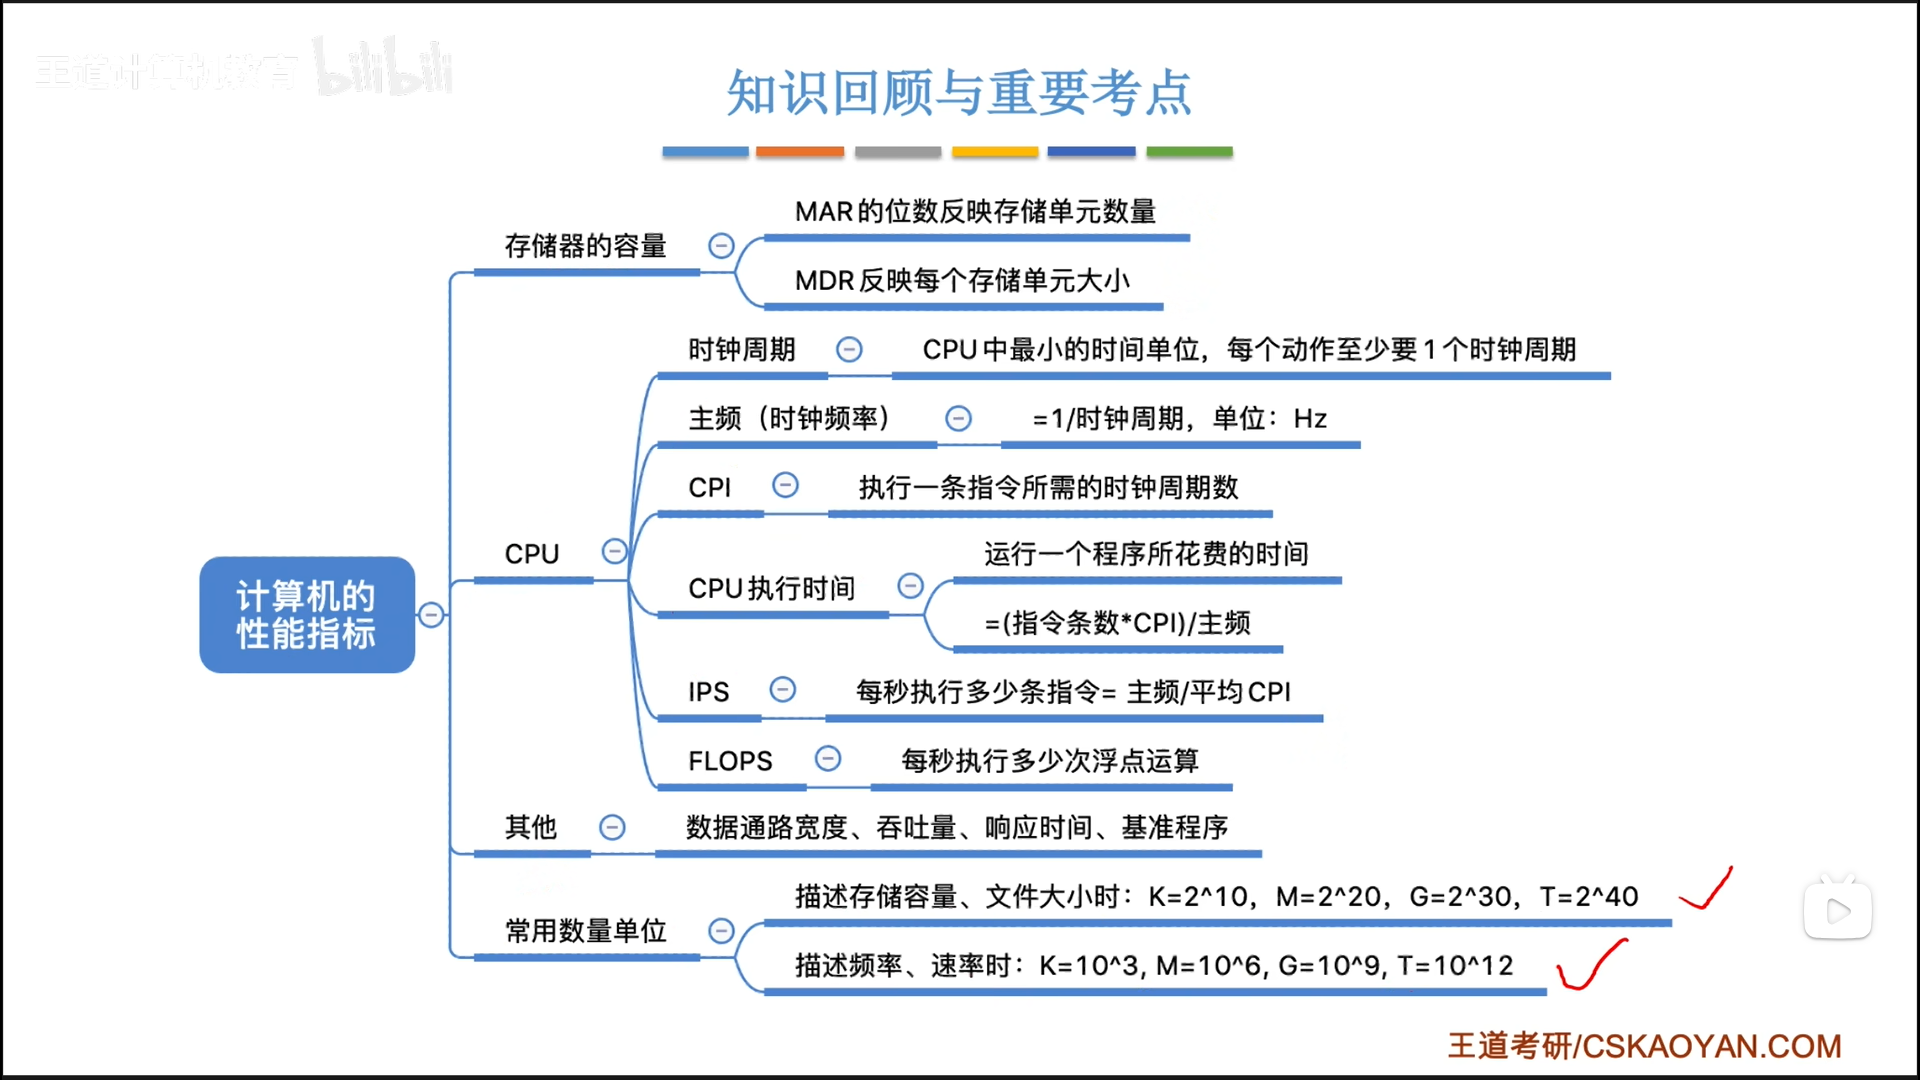 王道计算机教育 bilibili
知识回顾与重要考点
存储器的容量
MAR的位数反映存储单元数量
MDR反映每个存储单元大小
时钟周期
CPU中最小的时间单位，每个动作至少要1个时钟周期
主频（时钟频率）
=1/时钟周期，单位：Hz
CPI
执行一条指令所需的时钟周期数
CPU
CPU执行时间
运行一个程序所花费的时间
=(指令条数*CPI)/主频
计算机的
性能指标
IPS
每秒执行多少条指令= 主频/平均CPI
FLOPS
每秒执行多少次浮点运算
其他
数据通路宽度、吞吐量、响应时间、基准程序
常用数量单位
描述存储容量、文件大小时：K=2^10，M=2^20，G=2^30，T=2^40
描述频率、速率时：K=10^3, M=10^6, G=10^9, T=10^12
王道考研/CSKAOYAN.COM